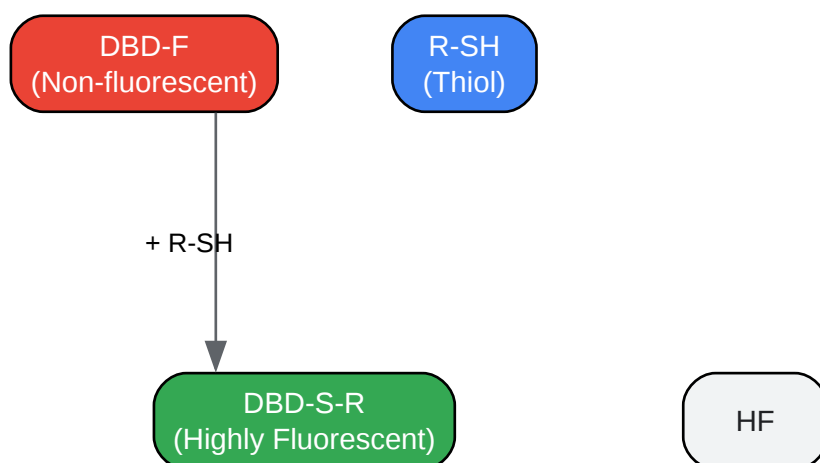 DBD-F
(Non-fluorescent)
R-SH
(Thiol)
+ R-SH
DBD-S-R
(Highly Fluorescent)
HF